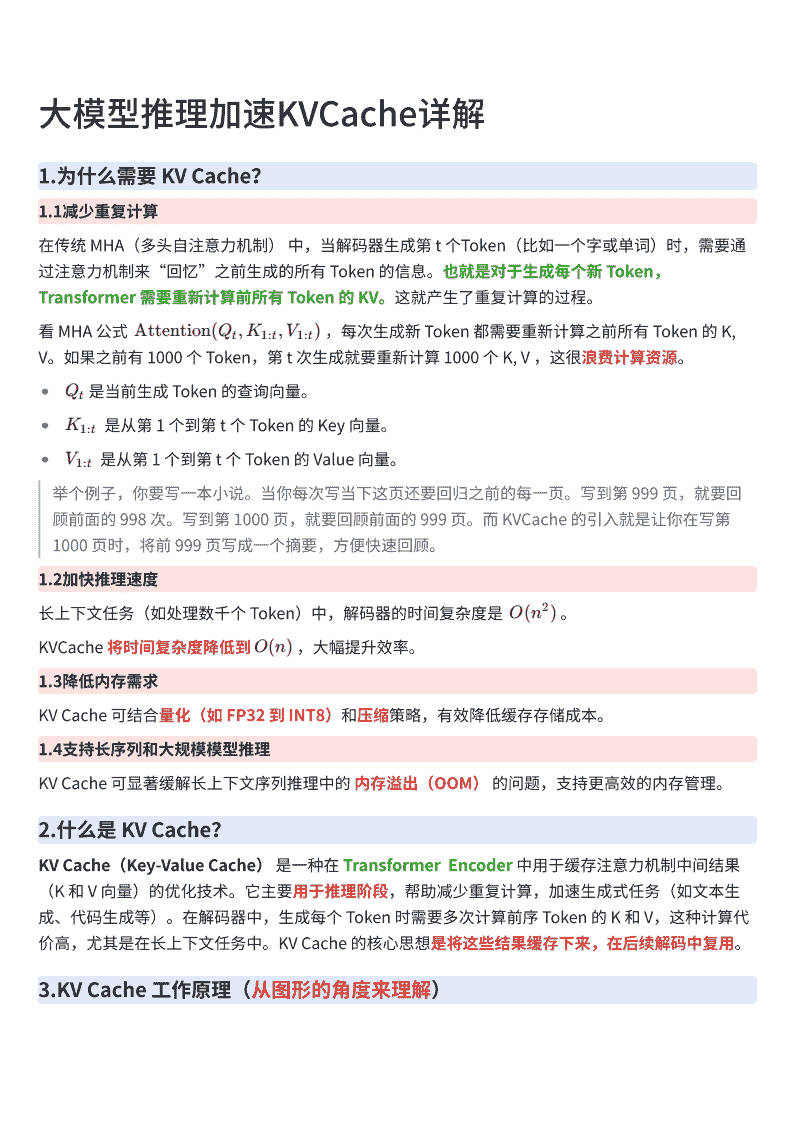 大模型推理加速KVCache详解
1.为什么需要 KV Cache？
1.1减少重复计算
在传统 MHA（多头自注意力机制） 中，当解码器生成第 t 个Token（比如一个字或单词）时，需要通
过注意力机制来“回忆”之前生成的所有 Token 的信息。也就是对于生成每个新 Token，
Transformer 需要重新计算前所有 Token 的 KV。这就产生了重复计算的过程。
看 MHA 公式 Attention(Qt, K1:t, V1:t) ，每次生成新 Token 都需要重新计算之前所有 Token 的 K,
V。如果之前有 1000 个 Token，第 t 次生成就要重新计算 1000 个 K, V ，这很浪费计算资源。
• Qt 是当前生成 Token 的查询向量。
• K1:t 是从第 1 个到第 t 个 Token 的 Key 向量。
• V1:t 是从第 1 个到第 t 个 Token 的 Value 向量。
举个例子，你要写一本小说。当你每次写当下这页还要回归之前的每一页。写到第 999 页，就要回
顾前面的 998 次。写到第 1000 页，就要回顾前面的 999 页。而 KVCache 的引入就是让你在写第
1000 页时，将前 999 页写成一个摘要，方便快速回顾。
1.2加快推理速度
长上下文任务（如处理数千个 Token）中，解码器的时间复杂度是 O(n²) 。
KVCache 将时间复杂度降低到 O(n) ，大幅提升效率。
1.3降低内存需求
KV Cache 可结合量化（如 FP32 到 INT8）和压缩策略，有效降低缓存存储成本。
1.4支持长序列和大规模模型推理
KV Cache 可显著缓解长上下文序列推理中的 内存溢出（OOM） 的问题，支持更高效的内存管理。
2.什么是 KV Cache？
KV Cache（Key-Value Cache） 是一种在 Transformer Encoder 中用于缓存注意力机制中间结果
（K 和 V 向量）的优化技术。它主要用于推理阶段，帮助减少重复计算，加速生成式任务（如文本生
成、代码生成等）。在解码器中，生成每个 Token 时需要多次计算前序 Token 的 K 和 V，这种计算代
价高，尤其是在长上下文任务中。KV Cache 的核心思想是将这些结果缓存下来，在后续解码中复用。
3.KV Cache 工作原理（从图形的角度来理解）